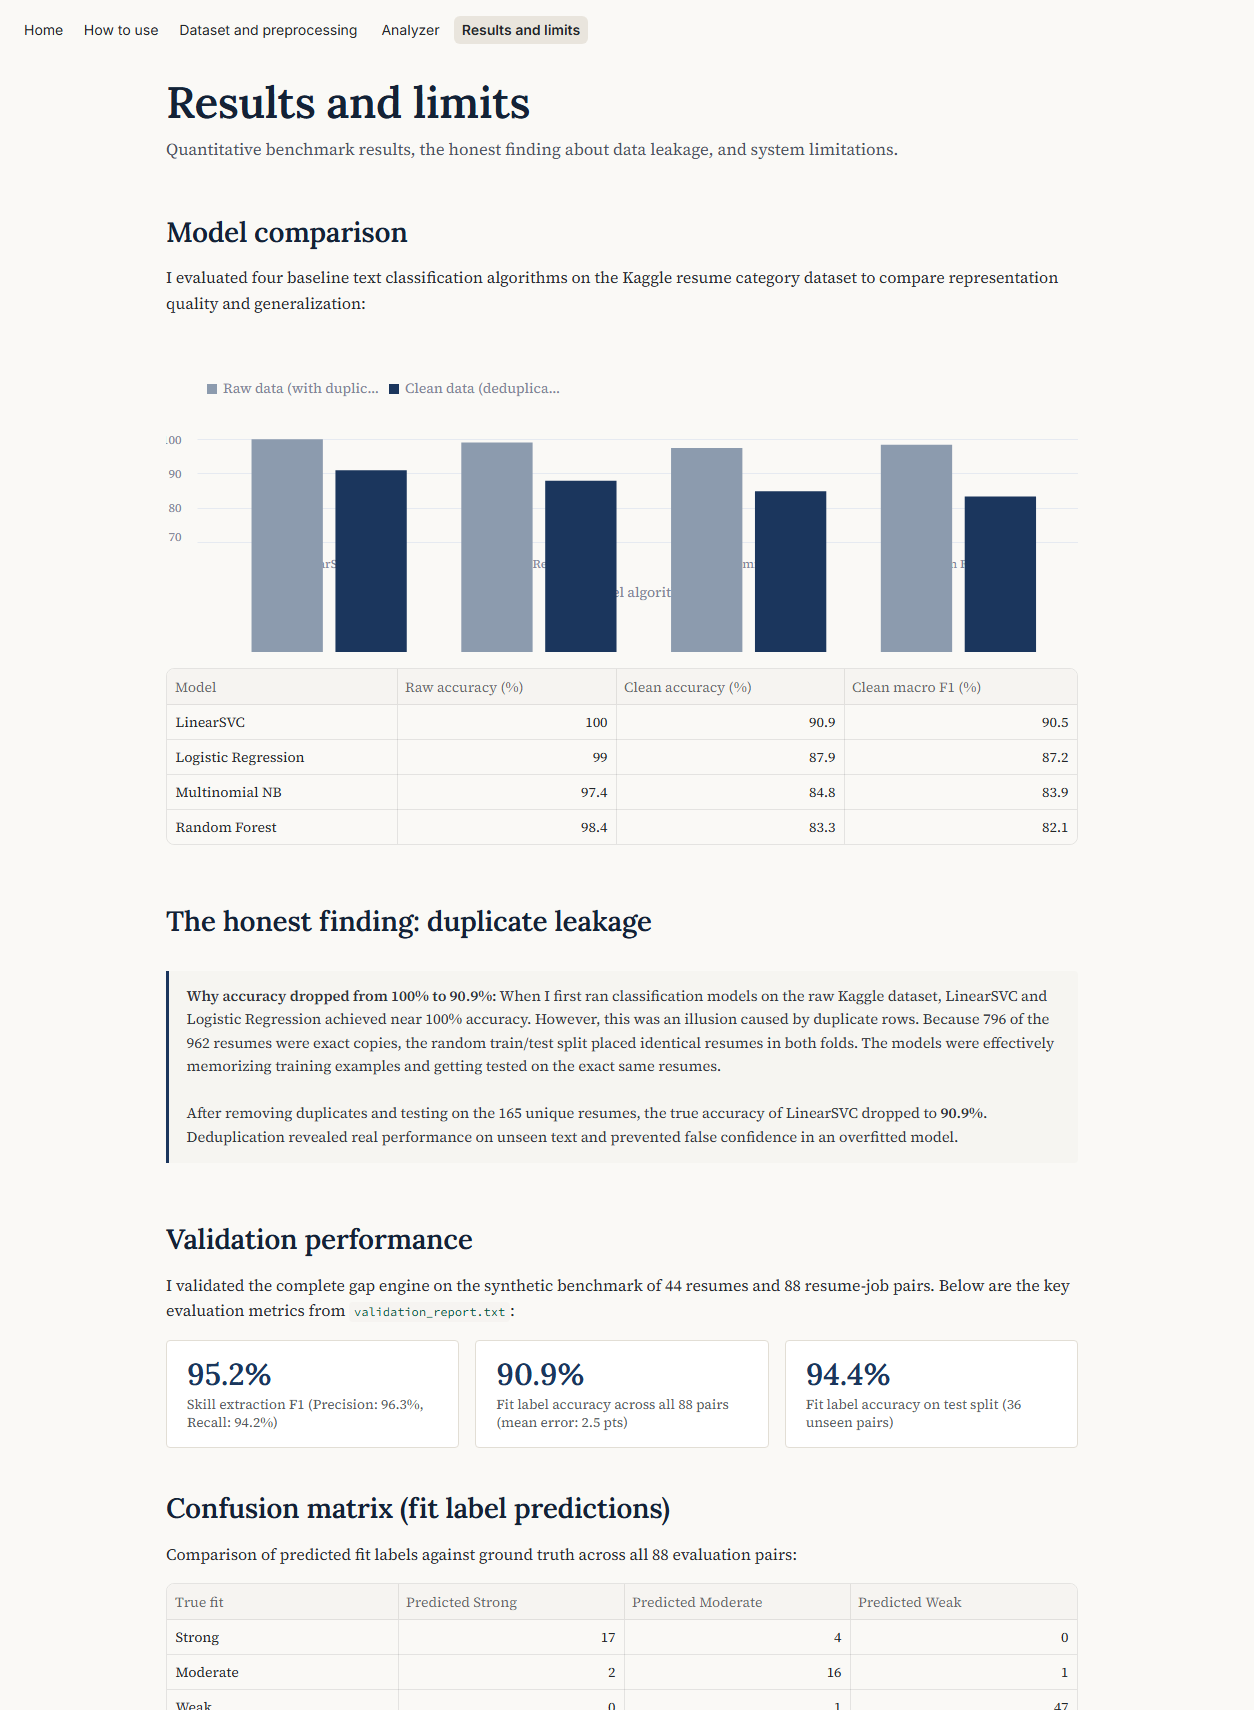 Home How to use Dataset and preprocessing Analyzer Results and limits
Results and limits
Quantitative benchmark results, the honest finding about data leakage, and system limitations.
Model comparison
I evaluated four baseline text classification algorithms on the Kaggle resume category dataset to compare representation
quality and generalization:
Raw data (with duplic... Clean data (deduplica...
.00
90
80
70
Model Raw accuracy (%) Clean accuracy (%) Clean macro F1 (%)
LinearSVC 100 90.9 90.5
Logistic Regression 99 87.9 87.2
Multinomial NB 97.4 84.8 83.9
Random Forest 98.4 83.3 82.1
The honest finding: duplicate leakage
Why accuracy dropped from 100% to 90.9%: When I first ran classification models on the raw Kaggle dataset, LinearSVC and
Logistic Regression achieved near 100% accuracy. However, this was an illusion caused by duplicate rows. Because 796 of the
962 resumes were exact copies, the random train/test split placed identical resumes in both folds. The models were effectively
memorizing training examples and getting tested on the exact same resumes.
After removing duplicates and testing on the 165 unique resumes, the true accuracy of LinearSVC dropped to 90.9%.
Deduplication revealed real performance on unseen text and prevented false confidence in an overfitted model.
Validation performance
I validated the complete gap engine on the synthetic benchmark of 44 resumes and 88 resume-job pairs. Below are the key
evaluation metrics from validation_report.txt :
95.2%
Skill extraction F1 (Precision: 96.3%,
Recall: 94.2%)
90.9%
Fit label accuracy across all 88 pairs
(mean error: 2.5 pts)
94.4%
Fit label accuracy on test split (36
unseen pairs)
Confusion matrix (fit label predictions)
Comparison of predicted fit labels against ground truth across all 88 evaluation pairs:
True fit Predicted Strong Predicted Moderate Predicted Weak
Strong 17 4 0
Moderate 2 16 1
Weak 0 1 47